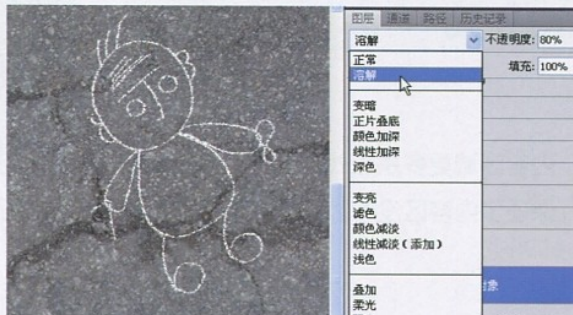 图层 通道 路径 历史记录
溶解 不透明度: 80%
正常
填充: 100%
溶解
变暗
正片叠底
颜色加深
线性加深
深色
变亮
滤色
颜色减淡
线性减淡（添加）
浅色
对象
叠加
柔光